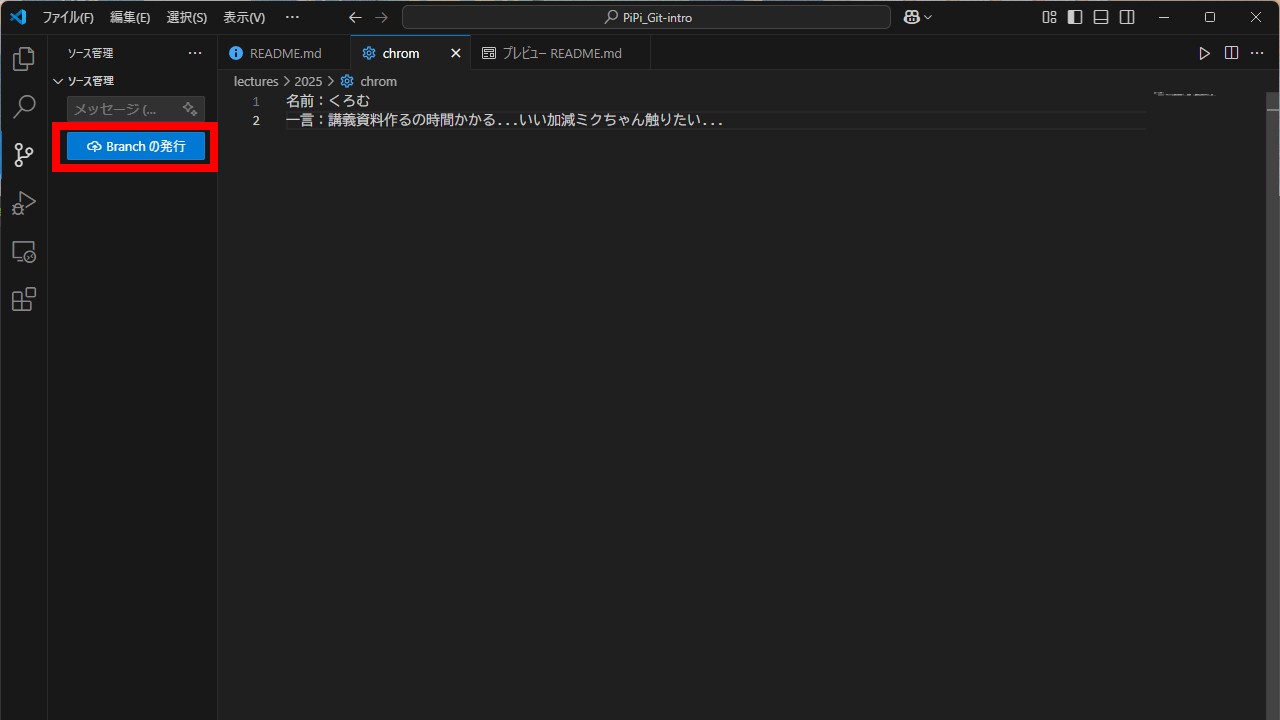 ファイル(F) 編集(E) 選択(S) 表示(V) … PiPi_Git-intro
ソース管理 …
README.md chrom プレビュー README.md …
ソース管理
lectures > 2025 > chrom
メッセージ (...
Branch の発行
1 名前：くろむ
2 一言：講義資料作るの時間かかる...いい加減ミクちゃん触りたい...